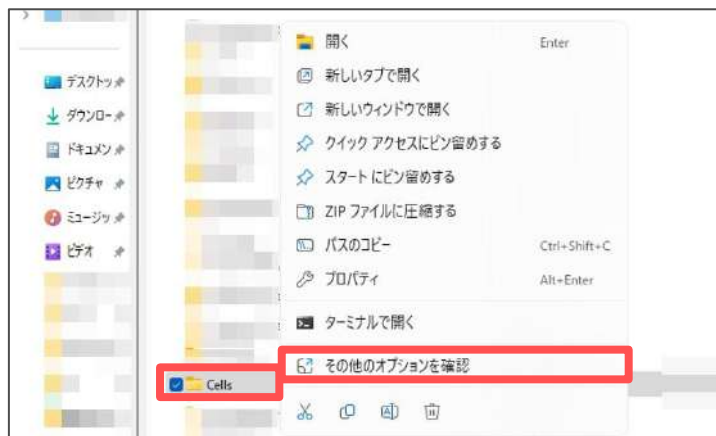 デスクトッ
ダウンロー
ドキュメン
ピクチャ
ミュージッ
ビデオ
開く Enter
新しいタブで開く
新しいウィンドウで開く
クイック アクセスにピン留めする
スタート にピン留めする
ZIP ファイルに圧縮する
パスのコピー Ctrl+Shift+C
プロパティ Alt+Enter
ターミナルで開く
その他のオプションを確認
Cells